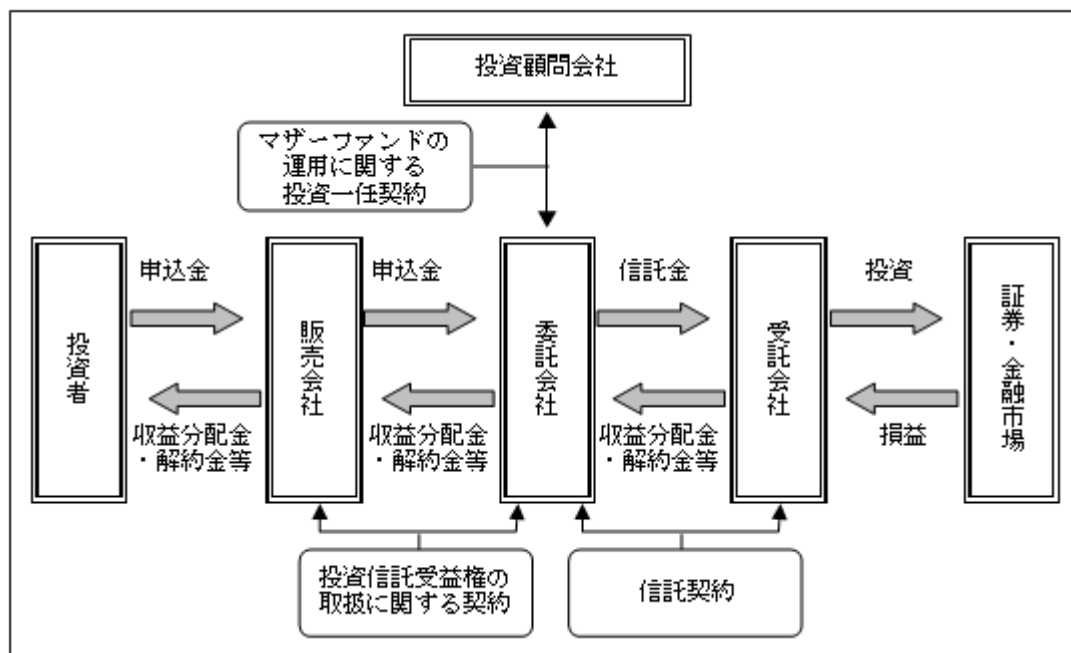 投資顧問会社
マザーファンドの
運用に関する
投資一任契約
申込金
申込金
信託金
投資
投資者
販売会社
委託会社
受託会社
証券・金融市場
収益分配金
・解約金等
収益分配金
・解約金等
収益分配金
・解約金等
損益
投資信託受益権の
取扱に関する契約
信託契約